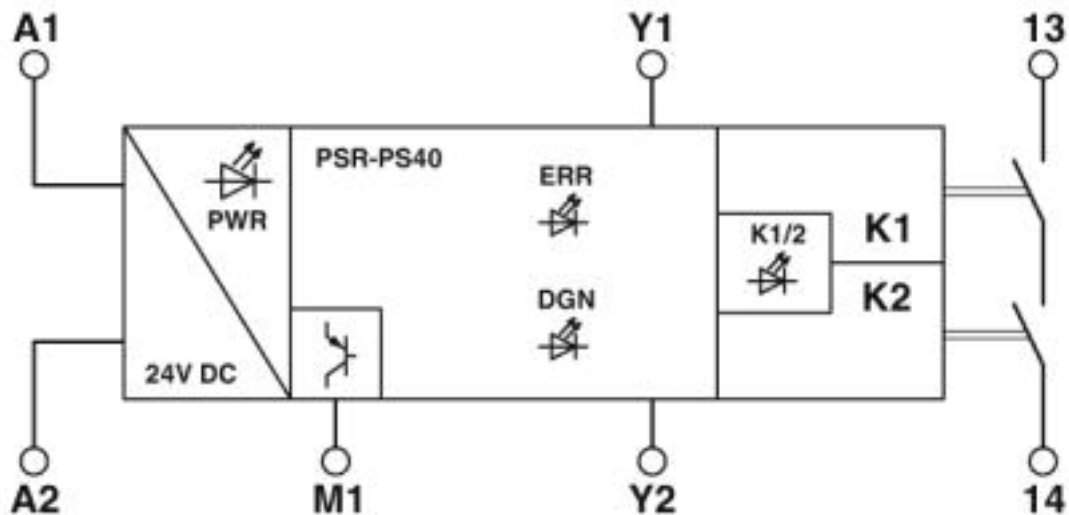 A1
Y1
13
PSR-PS40
PWR
ERR
K1/2
K1
DGN
K2
24V DC
A2
M1
Y2
14